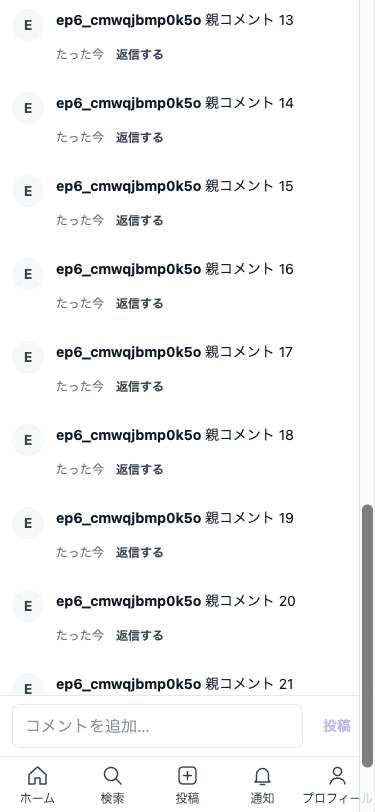 E
ep6_cmwqjbmp0k5o 親コメント 13
たった今 返信する
E
ep6_cmwqjbmp0k5o 親コメント 14
たった今 返信する
E
ep6_cmwqjbmp0k5o 親コメント 15
たった今 返信する
E
ep6_cmwqjbmp0k5o 親コメント 16
たった今 返信する
E
ep6_cmwqjbmp0k5o 親コメント 17
たった今 返信する
E
ep6_cmwqjbmp0k5o 親コメント 18
たった今 返信する
E
ep6_cmwqjbmp0k5o 親コメント 19
たった今 返信する
E
ep6_cmwqjbmp0k5o 親コメント 20
たった今 返信する
E
ep6_cmwqjbmp0k5o 親コメント 21
コメントを追加... 投稿
ホーム 検索 投稿 通知 プロフィール